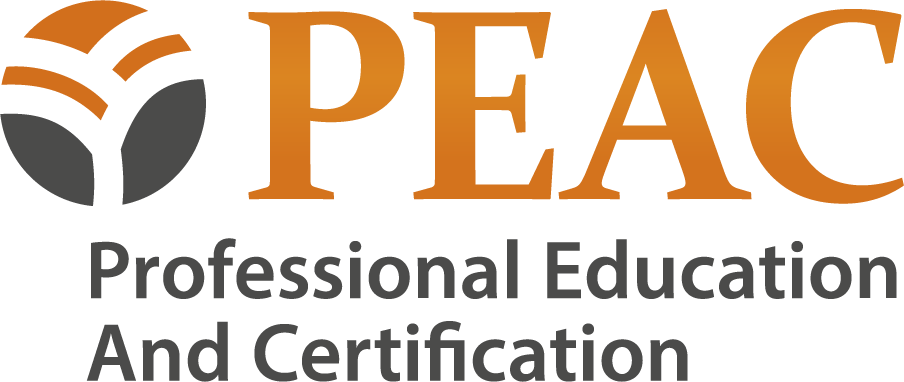 PEAC
Professional Education
And Certification